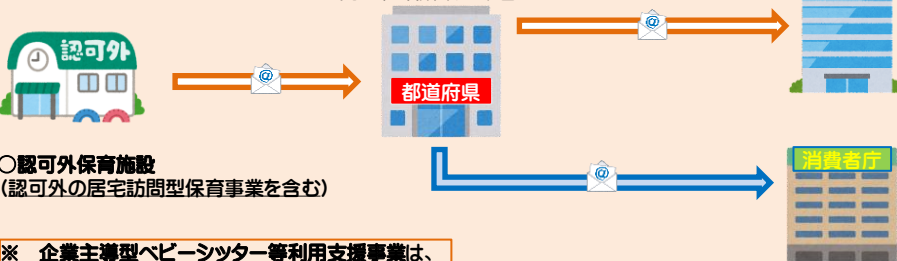 認可外
都道府県
消費者庁
○認可外保育施設
(認可外の居宅訪問型保育事業を含む)
※ 企業主導型ベビーシッター等利用支援事業は、